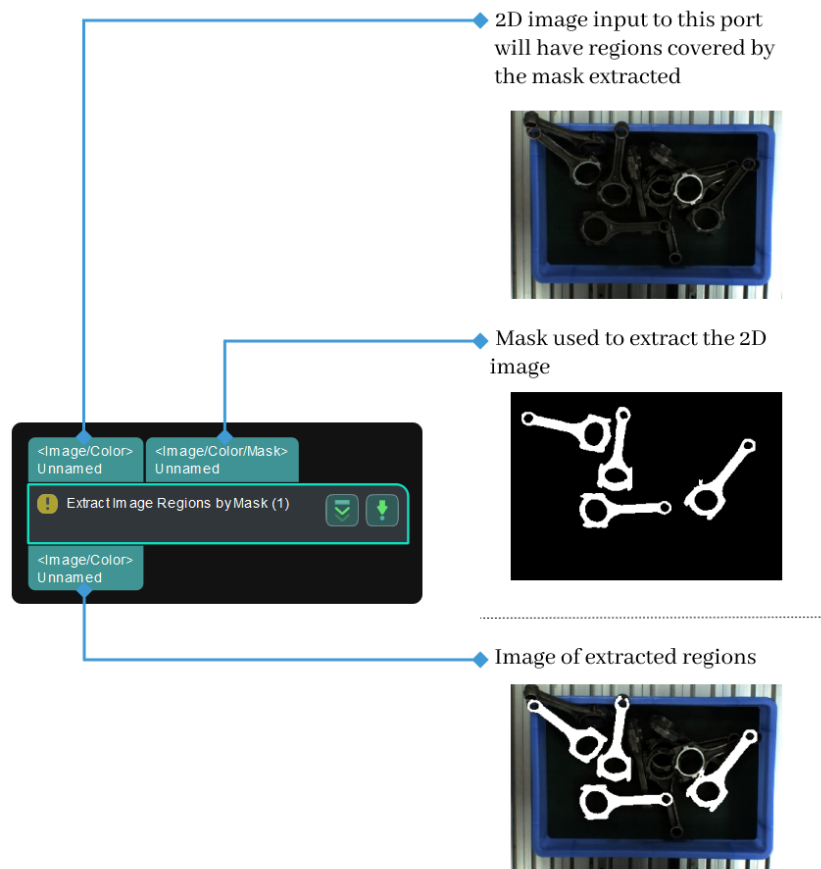 2D image input to this port
will have regions covered by
the mask extracted
Mask used to extract the 2D
image
<Image/Color>
Unnamed
<Image/Color/Mask>
Unnamed
Extract Image Regions by Mask (1)
<Image/Color>
Unnamed
Image of extracted regions